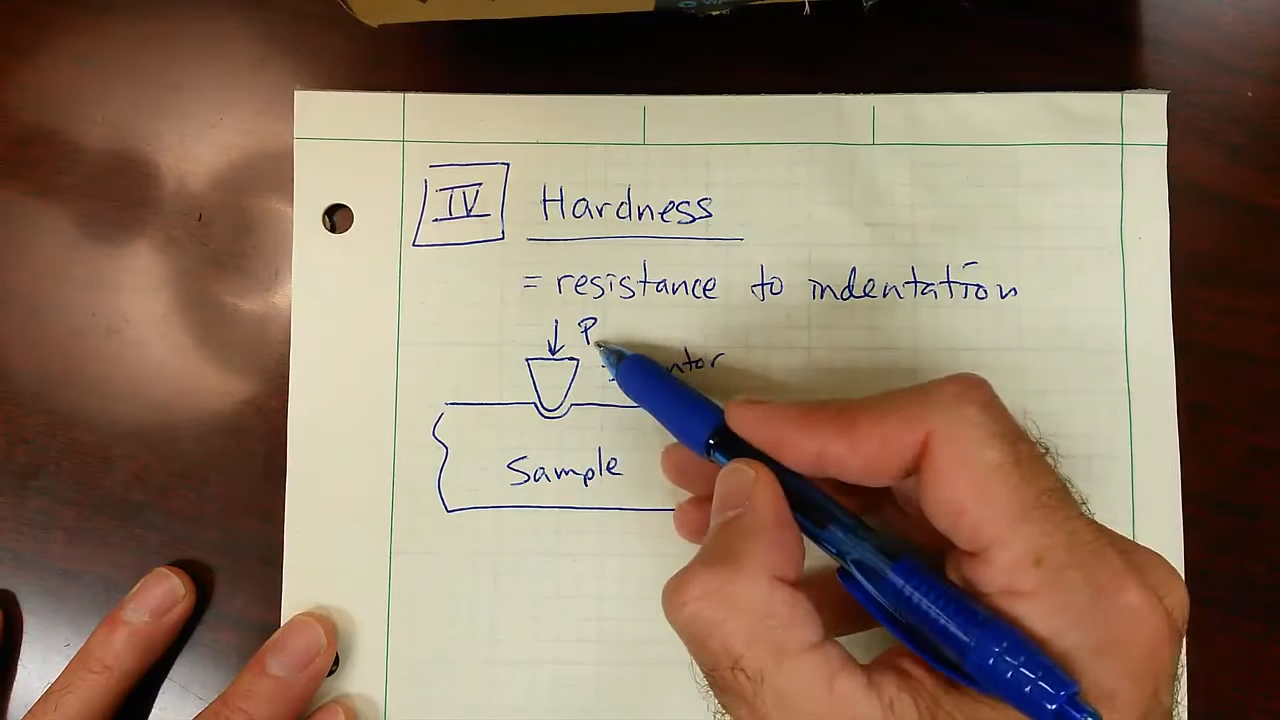 IV Hardness
= resistance to indentation
P
Sample